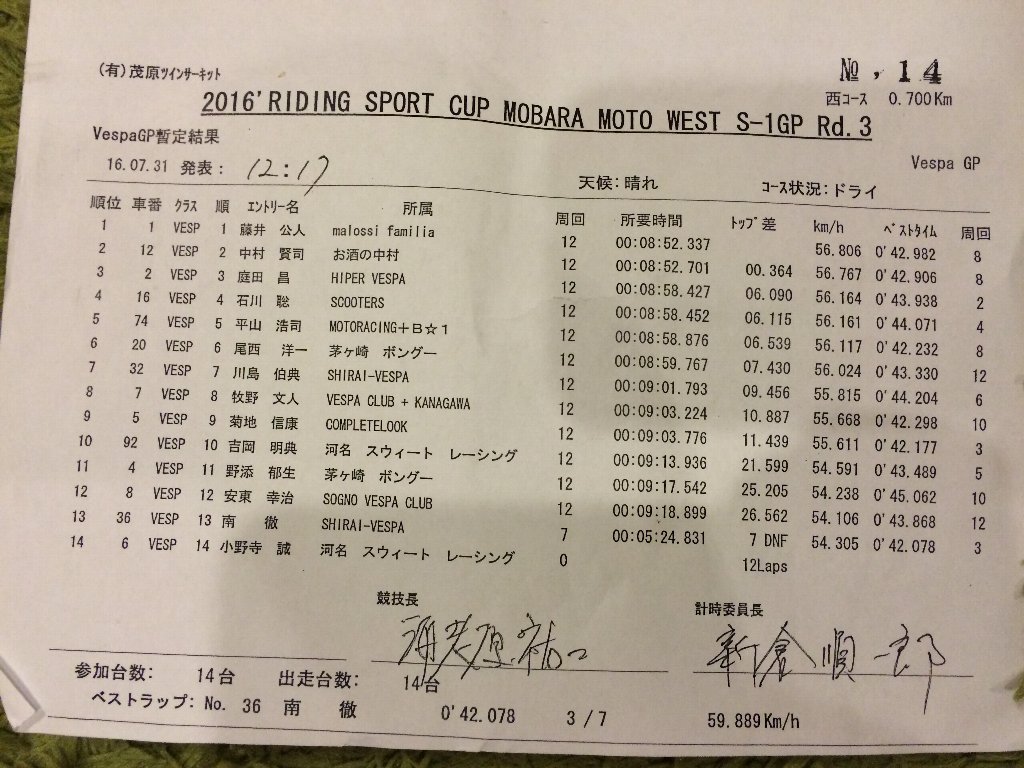 (有)茂原ﾂｲﾝｻｰｷｯﾄ
№ ,14
西ｺｰｽ 0.700Km
2016'RIDING SPORT CUP MOBARA MOTO WEST S-1GP Rd.3
VespaGP暫定結果
Vespa GP
16.07.31 発表: 12:17
天候:晴れ ｺｰｽ状況:ドライ
順位 車番 ｸﾗｽ 順 ｴﾝﾄﾘｰ名 所属 周回 所要時間 ﾄｯﾌﾟ差 km/h ﾍﾞｽﾄﾀｲﾑ 周回
1 1 VESP 1 藤井 公人 malossi familia 12 00:08:52.337 56.806 0'42.982 8
2 12 VESP 2 中村 賢司 お酒の中村 12 00:08:52.701 00.364 56.767 0'42.906 8
3 2 VESP 3 庭田 昌 HIPER VESPA 12 00:08:58.427 06.090 56.164 0'43.938 2
4 16 VESP 4 石川 聡 SCOOTERS 12 00:08:58.452 06.115 56.161 0'44.071 4
5 74 VESP 5 平山 浩司 MOTORACING+B☆1 12 00:08:58.876 06.539 56.117 0'42.232 8
6 20 VESP 6 尾西 洋一 茅ヶ崎 ボングー 12 00:08:59.767 07.430 56.024 0'43.330 12
7 32 VESP 7 川島 伯典 SHIRAI-VESPA 12 00:09:01.793 09.456 55.815 0'44.204 6
8 7 VESP 8 牧野 文人 VESPA CLUB + KANAGAWA 12 00:09:03.224 10.887 55.668 0'42.298 10
9 5 VESP 9 菊地 信康 COMPLETELOOK 12 00:09:03.776 11.439 55.611 0'42.177 3
10 92 VESP 10 吉岡 明典 河名 スウィート レーシング 12 00:09:13.936 21.599 54.591 0'43.489 5
11 4 VESP 11 野添 郁生 茅ヶ崎 ボングー 12 00:09:17.542 25.205 54.238 0'45.062 10
12 8 VESP 12 安東 幸治 SOGNO VESPA CLUB 12 00:09:18.899 26.562 54.106 0'43.868 12
13 36 VESP 13 南 徹 SHIRAI-VESPA 7 00:05:24.831 7 DNF 54.305 0'42.078 3
14 6 VESP 14 小野寺 誠 河名 スウィート レーシング 0 12Laps
競技長 計時委員長
海老原祐二 新倉順一郎
参加台数: 14台 出走台数: 14台
ベストラップ: No. 36 南 徹 0'42.078 3/7 59.889Km/h